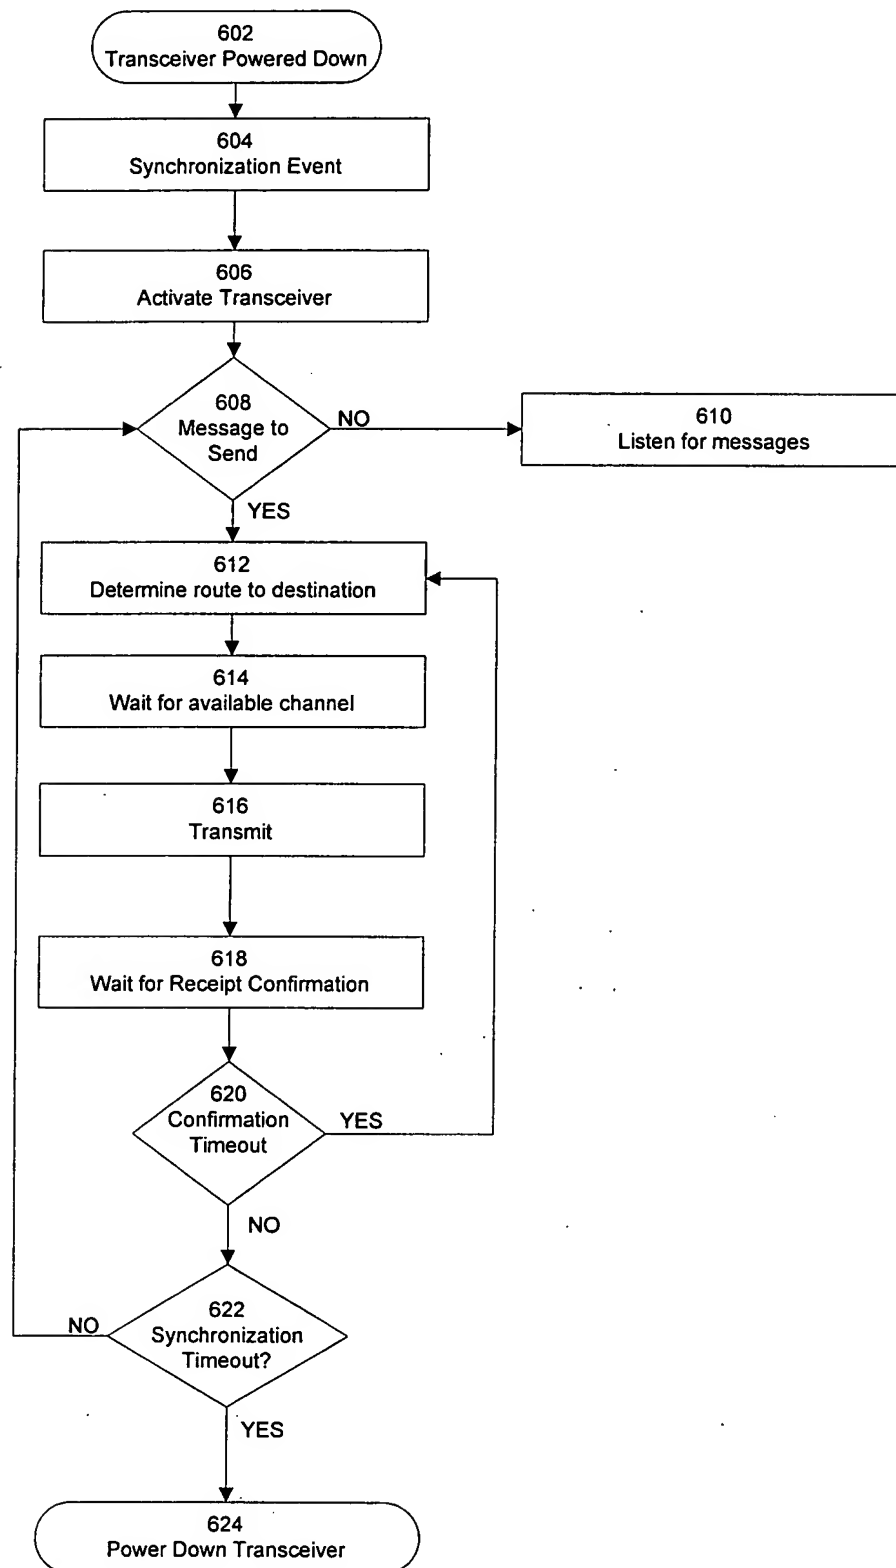 602
Transceiver Powered Down
604
Synchronization Event
606
Activate Transceiver
608
Message to
Send
NO
610
Listen for messages
YES
612
Determine route to destination
614
Wait for available channel
616
Transmit
618
Wait for Receipt Confirmation
620
Confirmation
Timeout
YES
NO
622
Synchronization
Timeout?
NO
YES
624
Power Down Transceiver